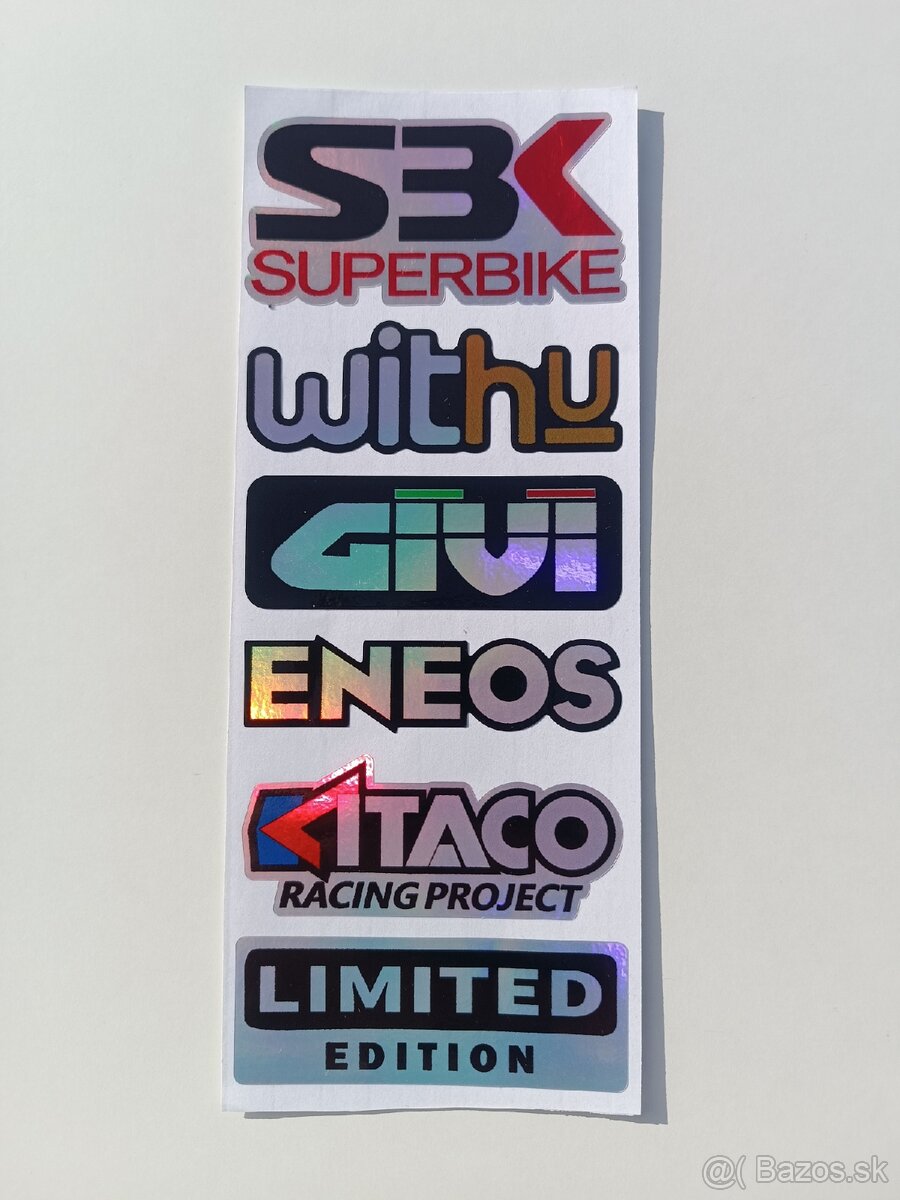 SBK
SUPERBIKE
withu
GIVI
ENEOS
KITACO
RACING PROJECT
LIMITED
EDITION
@( Bazos.sk